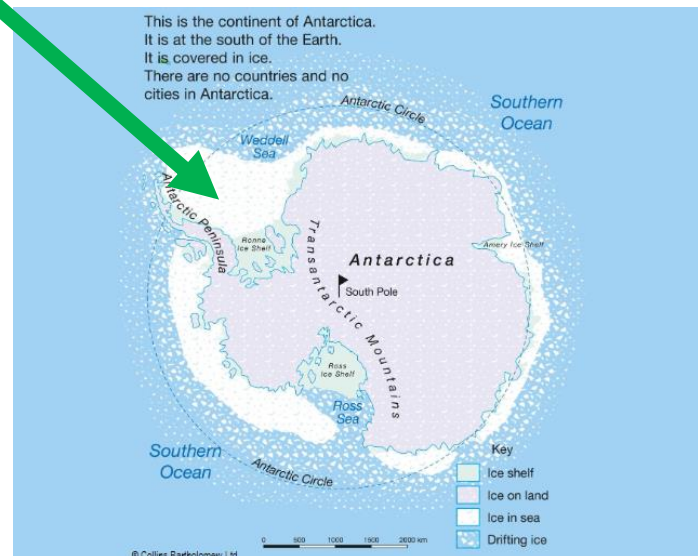 This is the continent of Antarctica.
It is at the south of the Earth.
It is covered in ice.
There are no countries and no
cities in Antarctica.
Antarctic Circle
Southern
Ocean
Weddell
Sea
Antarctic Peninsula
Ronne
Ice Shelf
Transantarctic Mountains
Antarctica
Amery Ice Shelf
South Pole
Ross
Ice Shelf
Ross
Sea
Southern
Ocean
Antarctic Circle
Key
Ice shelf
Ice on land
Ice in sea
Drifting ice
0 500 1000 1500 2000 km
© Collins Bartholomew Ltd